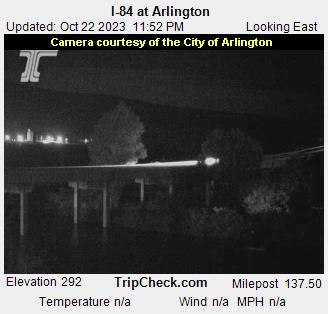 I-84 at Arlington
Updated: Oct 22 2023 11:52 PM Looking East
Camera courtesy of the City of Arlington
Elevation 292 TripCheck.com Milepost 137.50
Temperature n/a Wind n/a MPH n/a